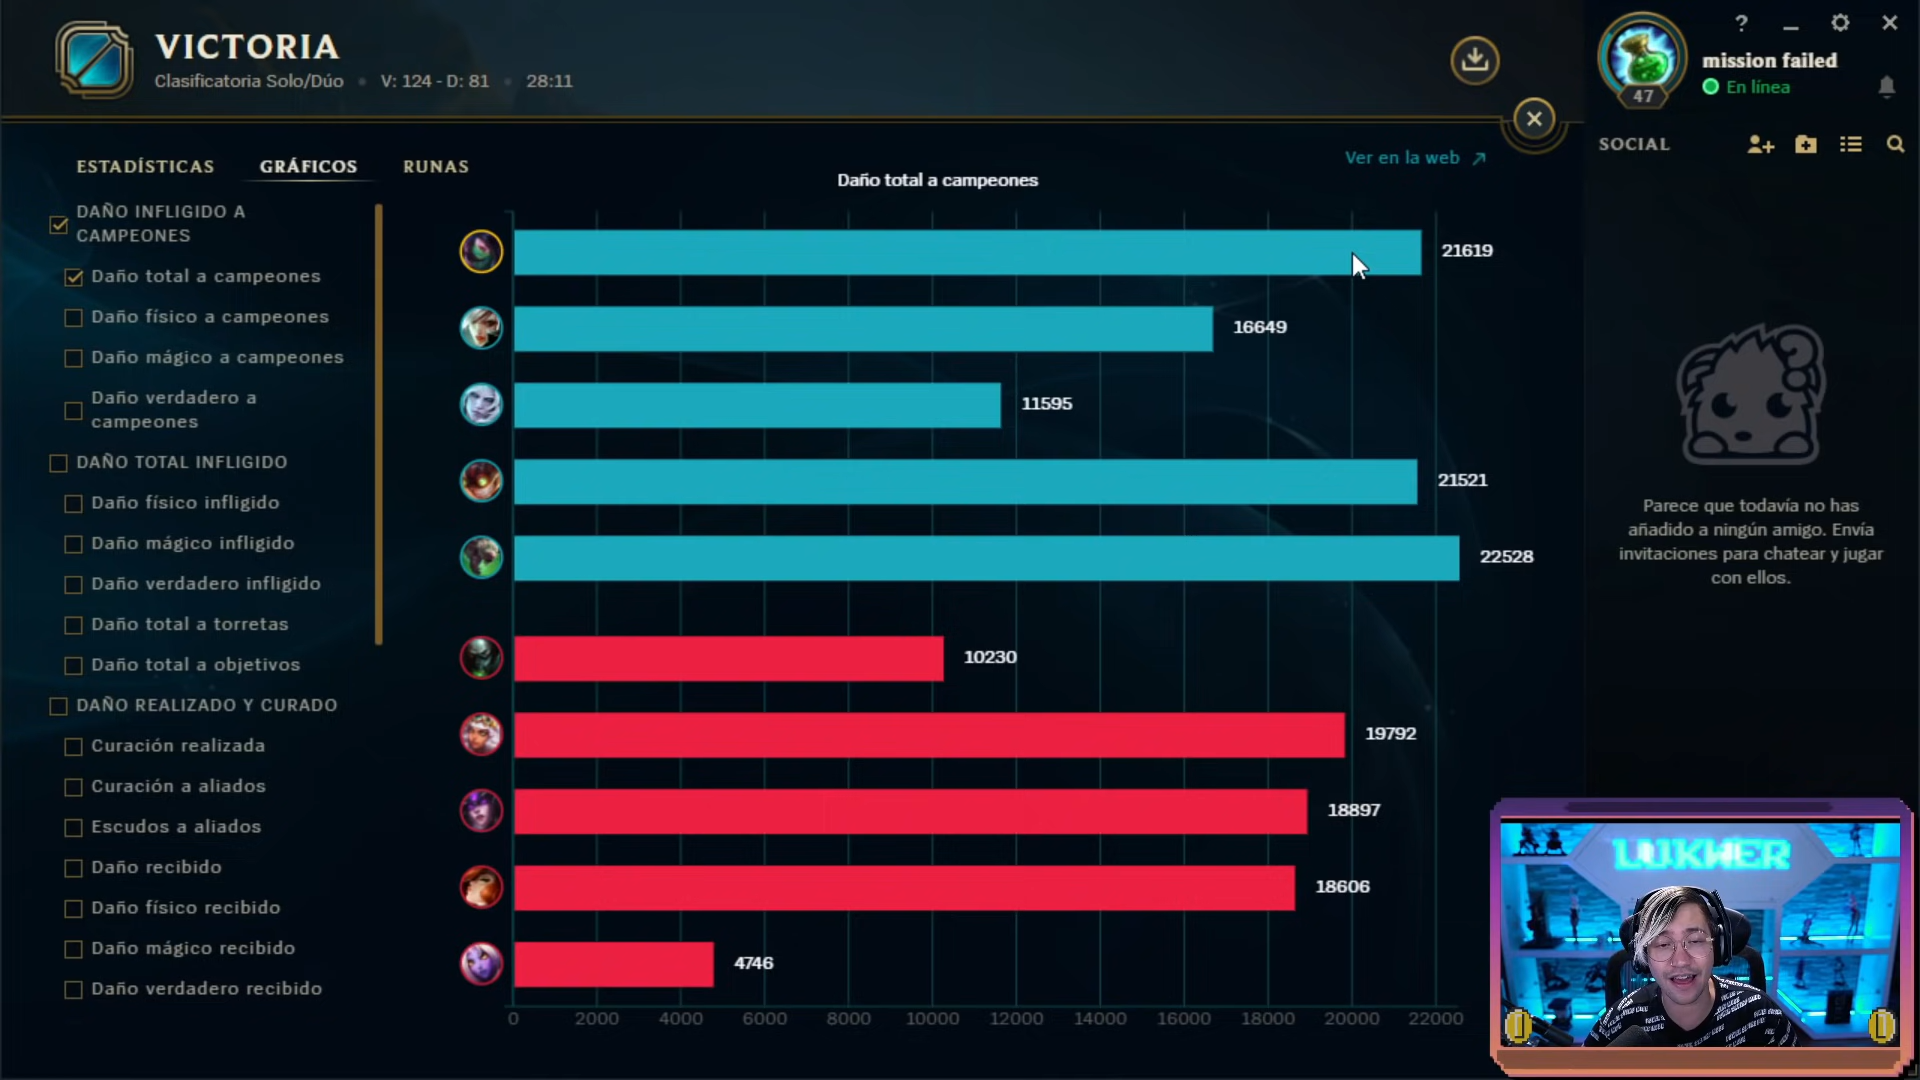 VICTORIA
Clasificatoria Solo/Dúo • V: 124 - D: 81 • 28:11
?
47
mission failed
En línea
SOCIAL
ESTADÍSTICAS
GRÁFICOS
RUNAS
Ver en la web
Daño total a campeones
DAÑO INFLIGIDO A
CAMPEONES
Daño total a campeones
Daño físico a campeones
Daño mágico a campeones
Daño verdadero a
campeones
DAÑO TOTAL INFLIGIDO
Daño físico infligido
Daño mágico infligido
Daño verdadero infligido
Daño total a torretas
Daño total a objetivos
DAÑO REALIZADO Y CURADO
Curación realizada
Curación a aliados
Escudos a aliados
Daño recibido
Daño físico recibido
Daño mágico recibido
Daño verdadero recibido
21619
16649
11595
21521
22528
10230
19792
18897
18606
4746
0 2000 4000 6000 8000 10000 12000 14000 16000 18000 20000 22000
Parece que todavía no has
añadido a ningún amigo. Envía
invitaciones para chatear y jugar
con ellos.
LUKWER